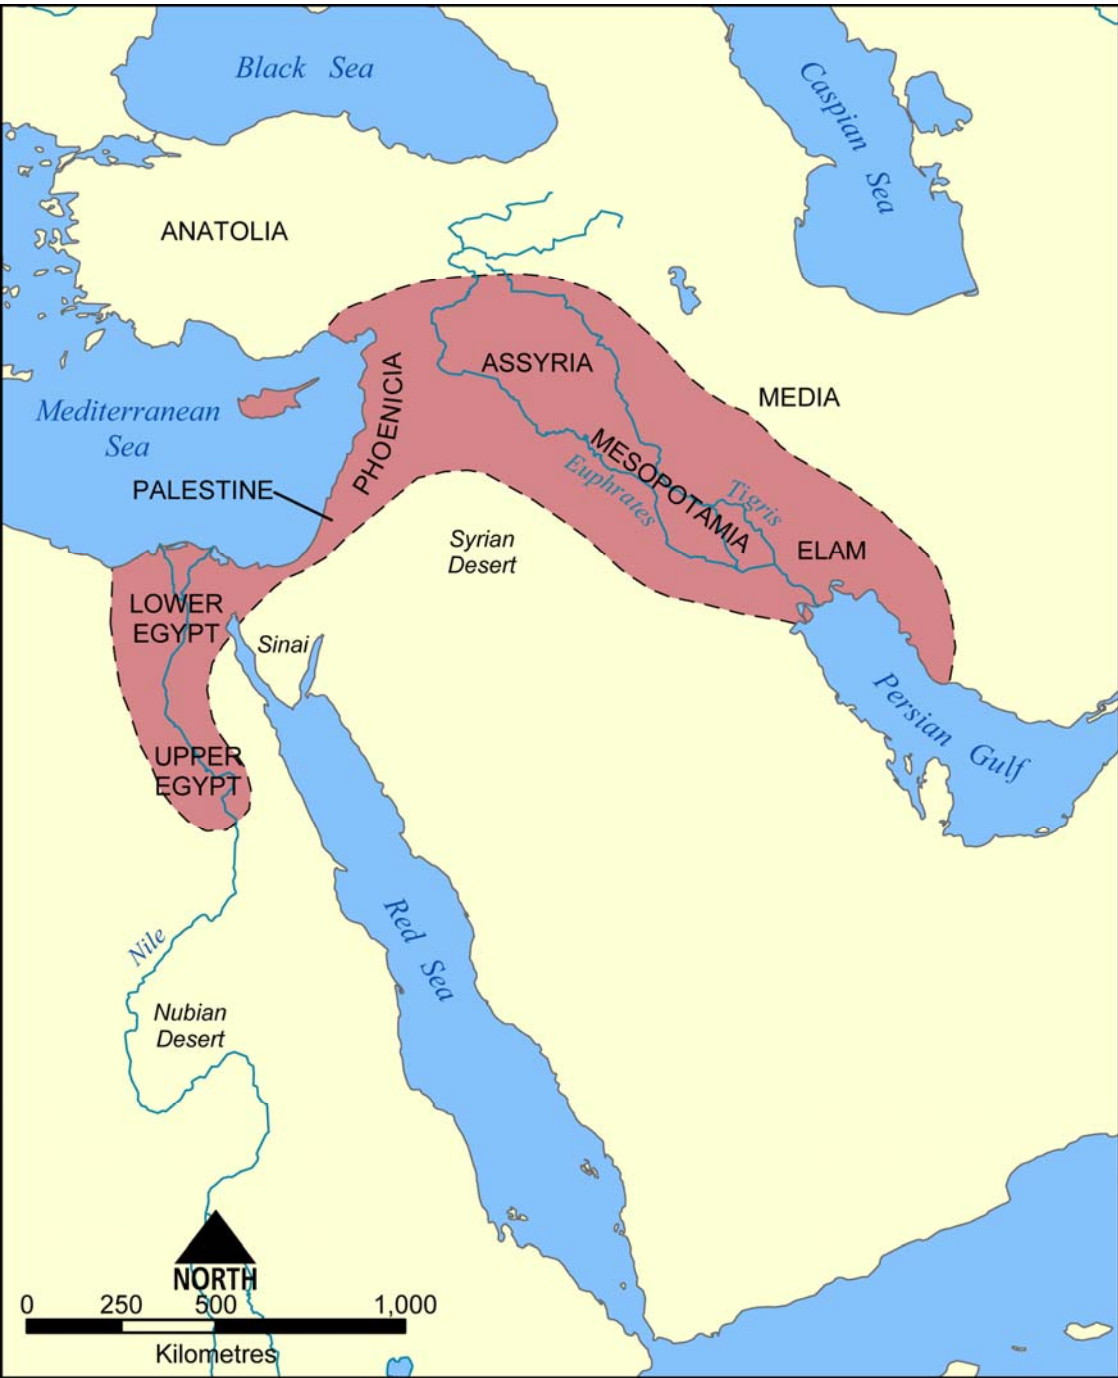 Black Sea
Caspian Sea
ANATOLIA
ASSYRIA
PHOENICIA
MEDIA
Mediterranean
Sea
MESOPOTAMIA
Euphrates
Tigris
PALESTINE
Syrian
Desert
ELAM
LOWER
EGYPT
Sinai
Persian Gulf
UPPER
EGYPT
Red Sea
Nile
Nubian
Desert
NORTH
0 250 500 1,000
Kilometres